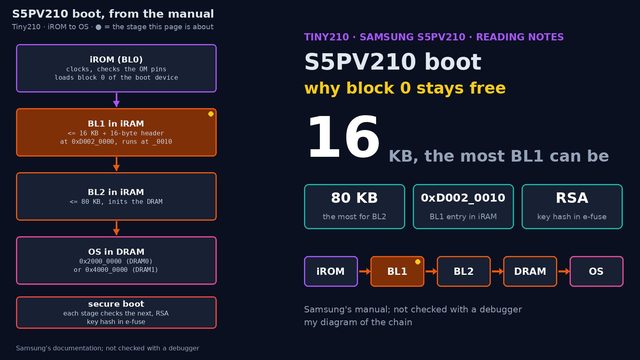 S5PV210 boot, from the manual
Tiny210 · iROM to OS · ● = the stage this page is about
iROM (BL0)
clocks, checks the OM pins
loads block 0 of the boot device
BL1 in iRAM
<= 16 KB + 16-byte header
at 0xD002_0000, runs at _0010
BL2 in iRAM
<= 80 KB, inits the DRAM
OS in DRAM
0x2000_0000 (DRAM0)
or 0x4000_0000 (DRAM1)
secure boot
each stage checks the next, RSA
key hash in e-fuse
Samsung's documentation; not checked with a debugger
TINY210 · SAMSUNG S5PV210 · READING NOTES
S5PV210 boot
why block 0 stays free
16 KB, the most BL1 can be
80 KB
the most for BL2
0xD002_0010
BL1 entry in iRAM
RSA
key hash in e-fuse
iROM
BL1
BL2
DRAM
OS
Samsung's manual; not checked with a debugger
my diagram of the chain